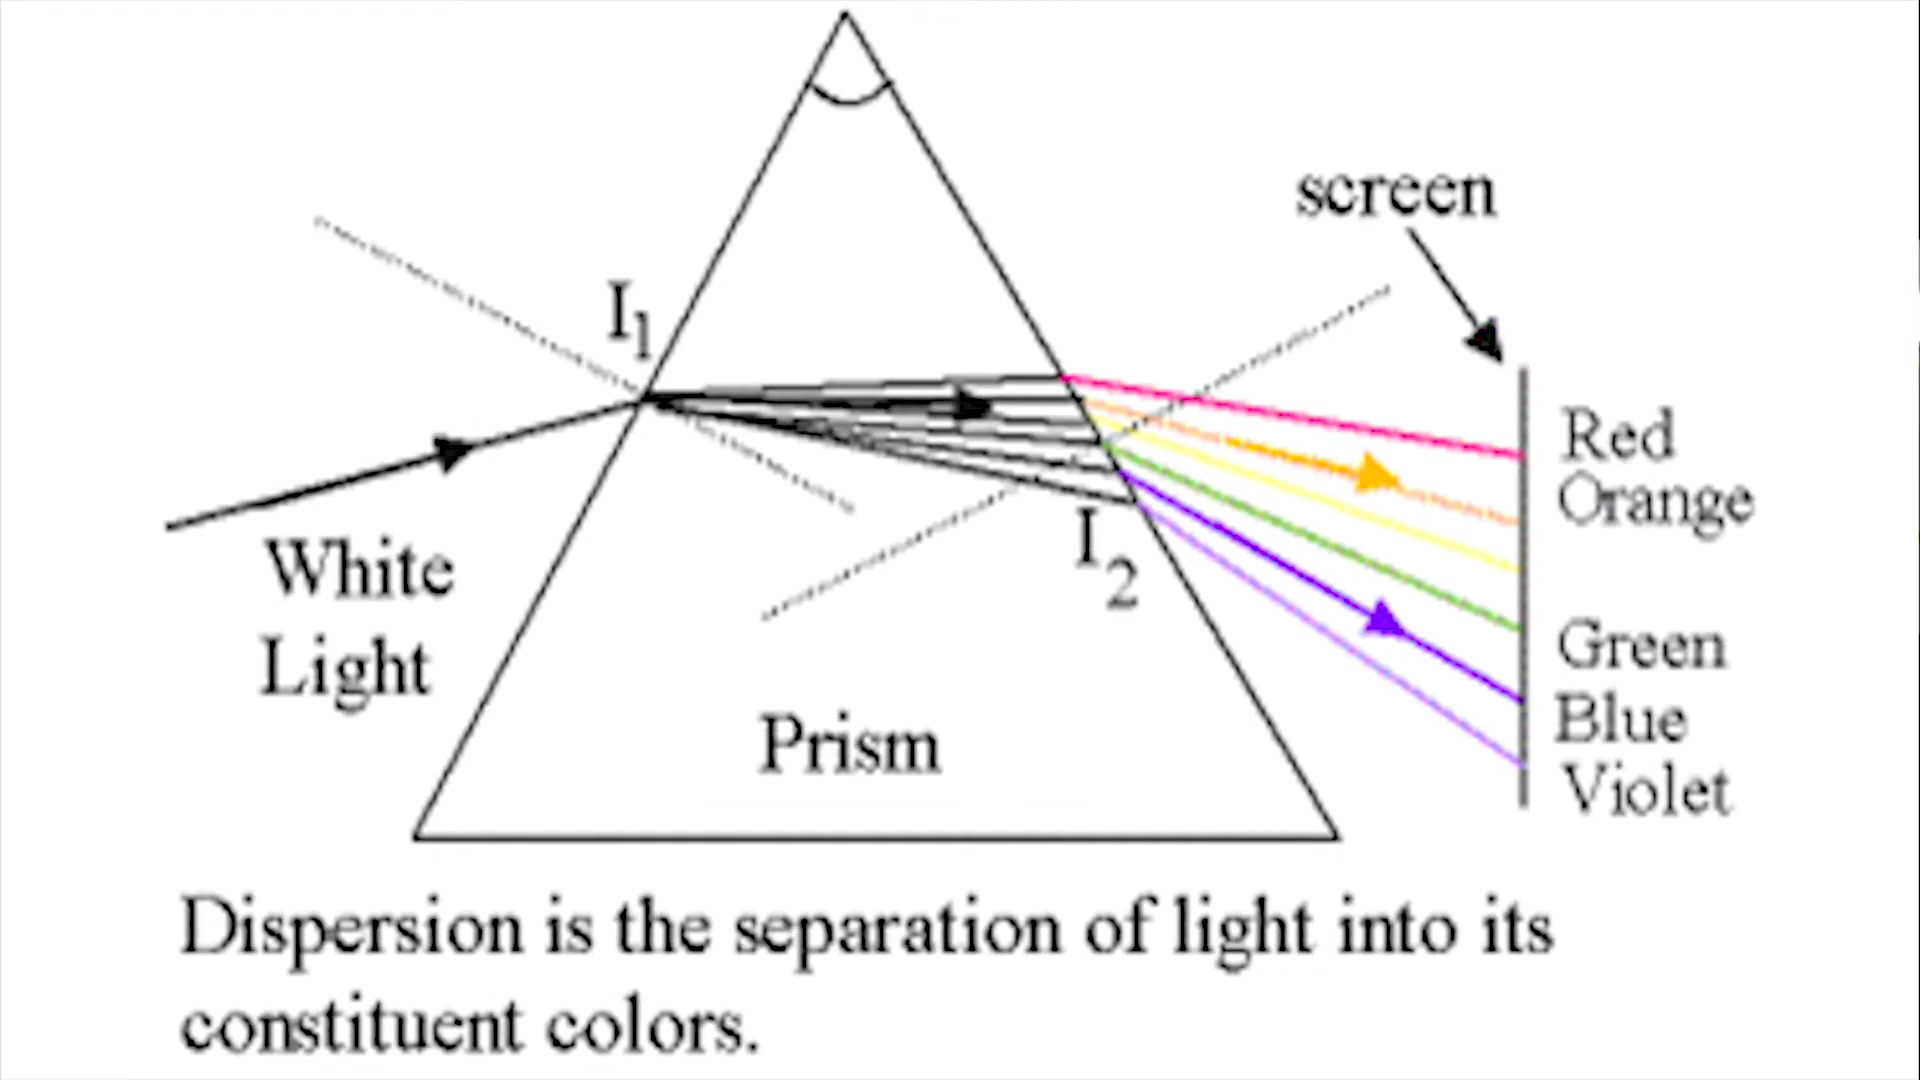 screen
I1
Red
Orange
White
Light
I2
Green
Blue
Violet
Prism
Dispersion is the separation of light into its
constituent colors.